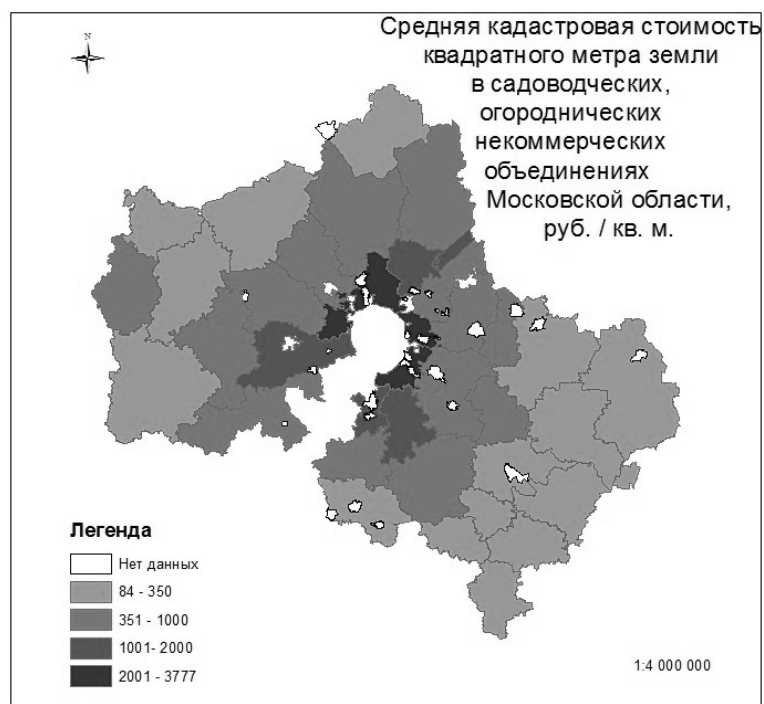 N
Средняя кадастровая стоимость
квадратного метра земли
в садоводческих,
огороднических
некоммерческих
объединениях
Московской области,
руб. / кв. м.
Легенда
Нет данных
84 - 350
351 - 1000
1001- 2000
2001 - 3777
1:4 000 000